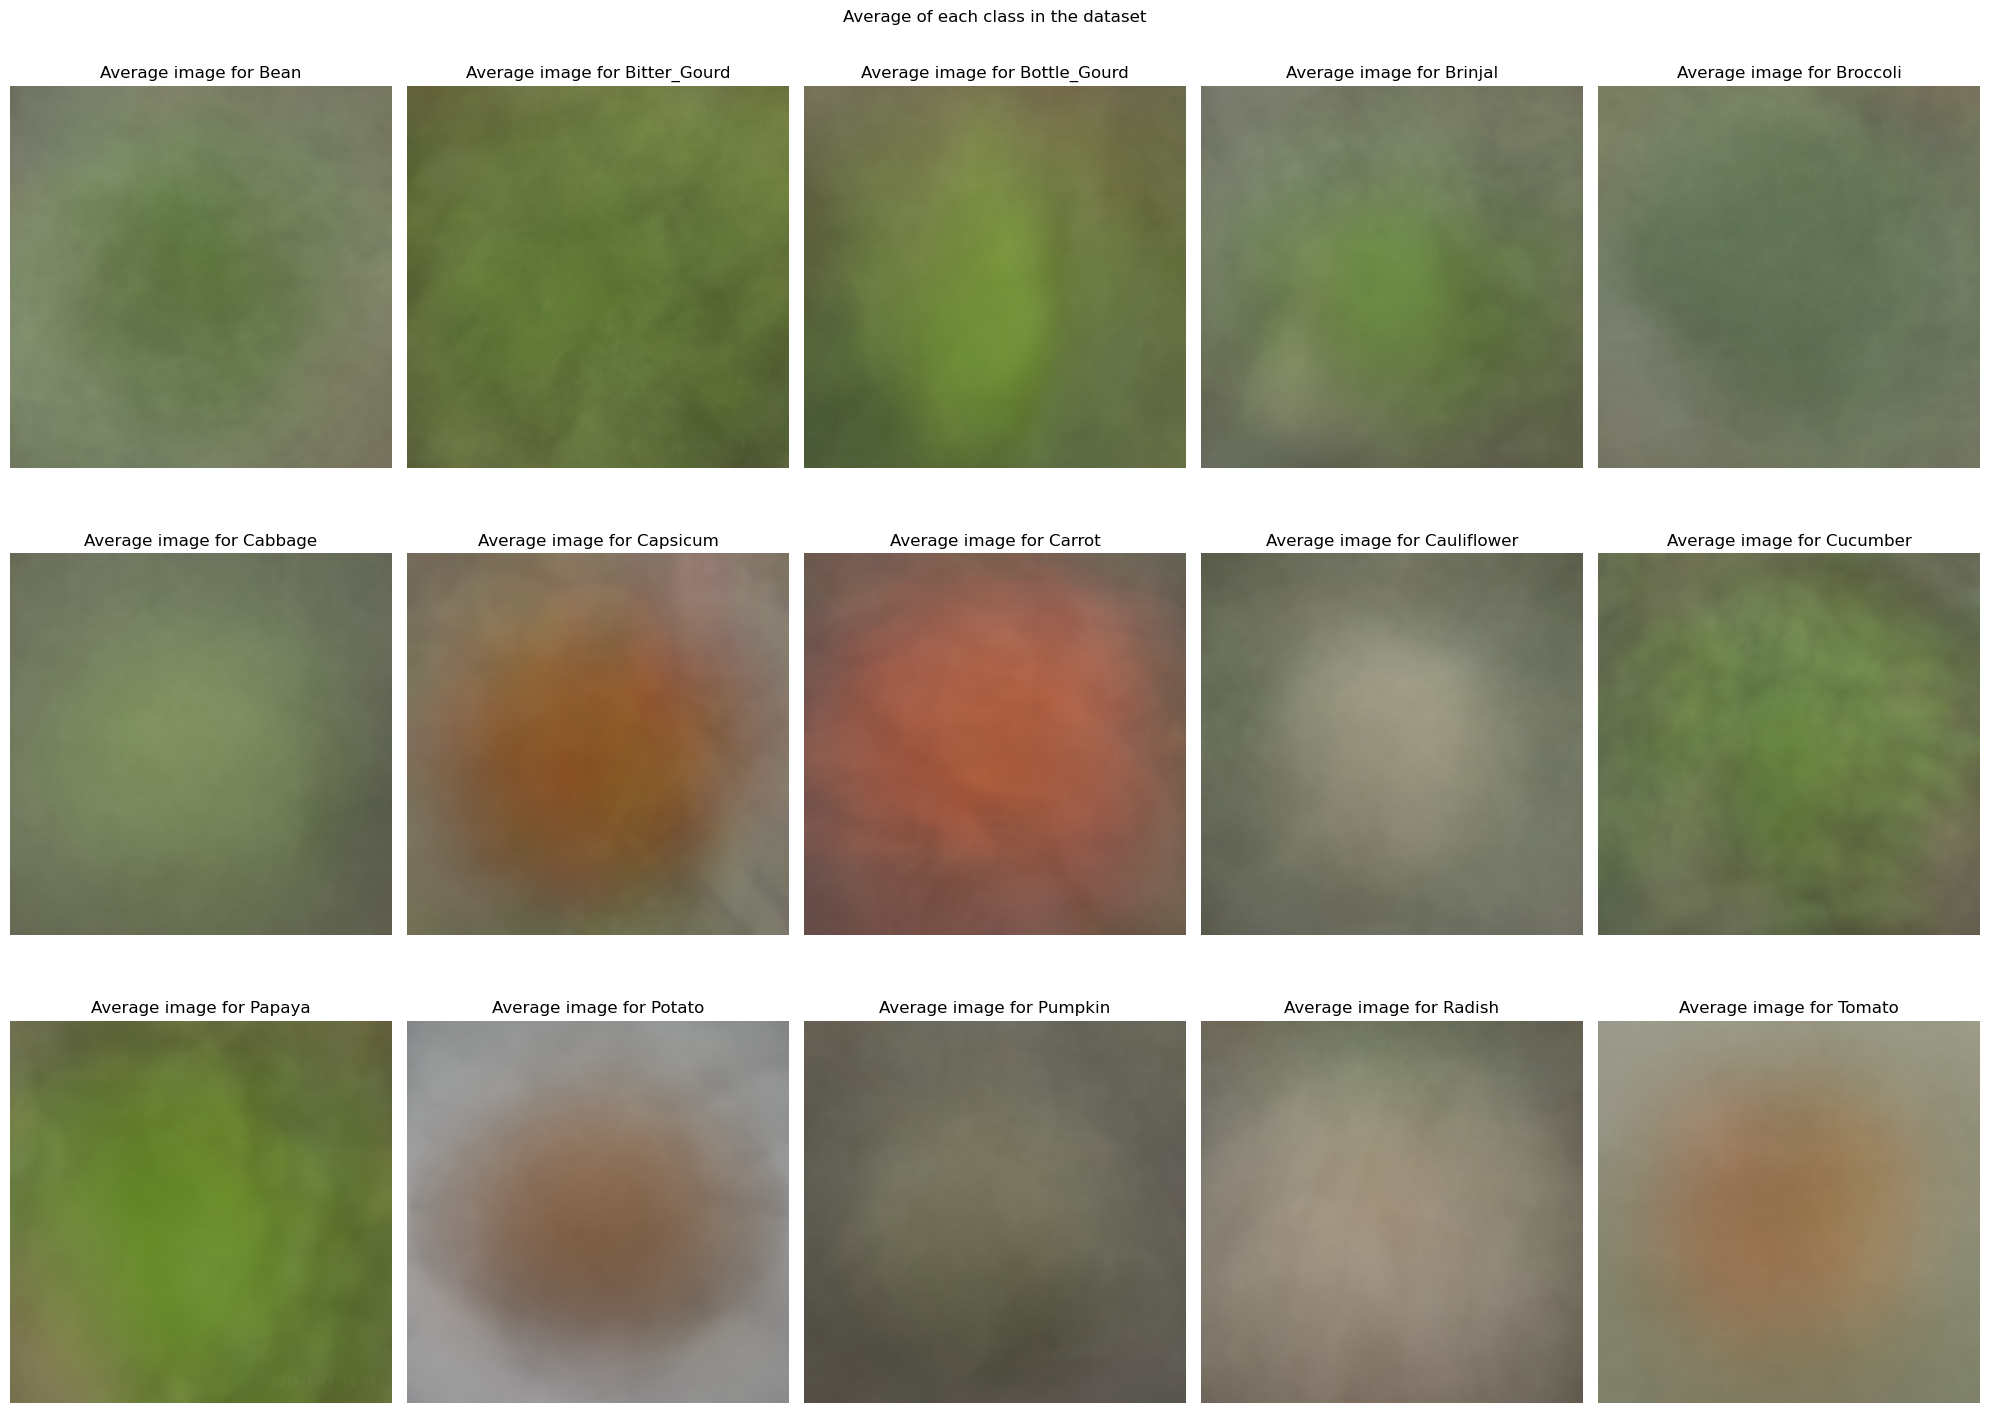 Average of each class in the dataset
Average image for Bean
Average image for Bitter_Gourd
Average image for Bottle_Gourd
Average image for Brinjal
Average image for Broccoli
Average image for Cabbage
Average image for Capsicum
Average image for Carrot
Average image for Cauliflower
Average image for Cucumber
Average image for Papaya
Average image for Potato
Average image for Pumpkin
Average image for Radish
Average image for Tomato